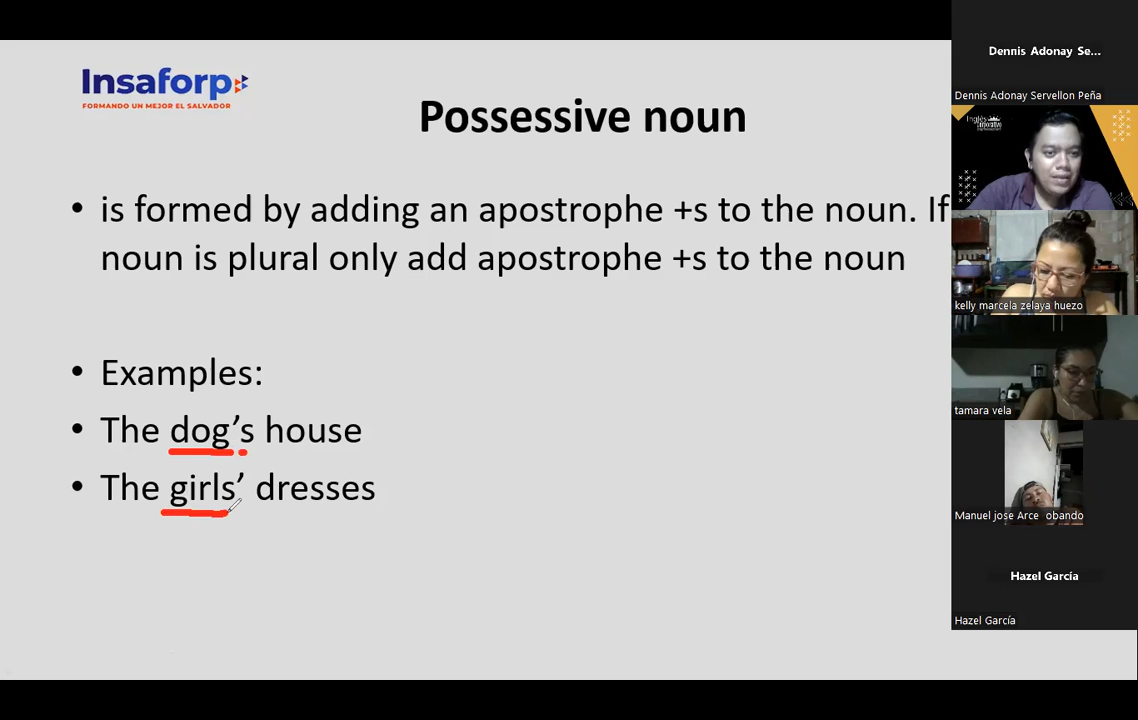 Insaforp
FORMANDO UN MEJOR EL SALVADOR
Possessive noun
• is formed by adding an apostrophe +s to the noun. If
noun is plural only add apostrophe +s to the noun
• Examples:
• The dog’s house
• The girls’ dresses
Dennis Adonay Se...
Dennis Adonay Servellon Peña
Inglés
kelly marcela zelaya huezo
tamara vela
Manuel jose Arce obando
Hazel García
Hazel García